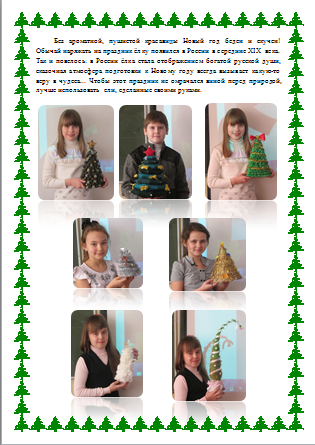 Без ароматной, пушистой красавицы Новый год беден и скучен!
Обычай наряжать на праздник ёлку появился в России в середине XIX века.
Так и повелось: в России ёлка стала отображением богатой русской души,
сказочная атмосфера подготовки к Новому году всегда вызывает какую-то
веру в чудеса... Чтобы этот праздник не омрачался виной перед природой,
лучше использовать ели, сделанные своими руками.